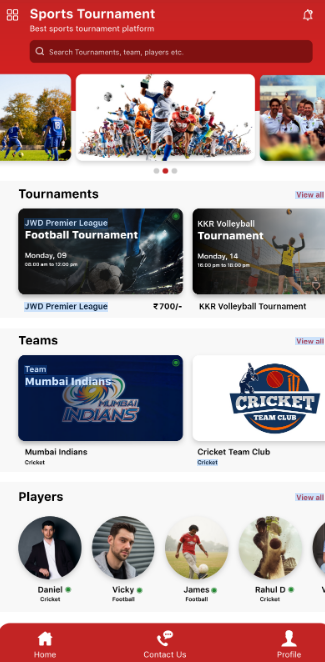 Sports Tournament
Best sports tournament platform
Search Tournaments, team, players etc.
Tournaments
View all
JWD Premier League
Football Tournament
Monday, 09
08:00 am to 12:00 pm
KKR Volleyball
Tournament
Monday, 14
16:00 pm to 18:00 pm
JWD Premier League
₹700/-
KKR Volleyball Tournament
Teams
View all
Team
Mumbai Indians
MUMBAI
INDIANS
CRICKET
TEAM CLUB
Mumbai Indians
Cricket
Cricket Team Club
Cricket
Players
View all
Daniel
Cricket
Vicky
Football
James
Football
Rahul D
Cricket
V
Home
Contact Us
Profile